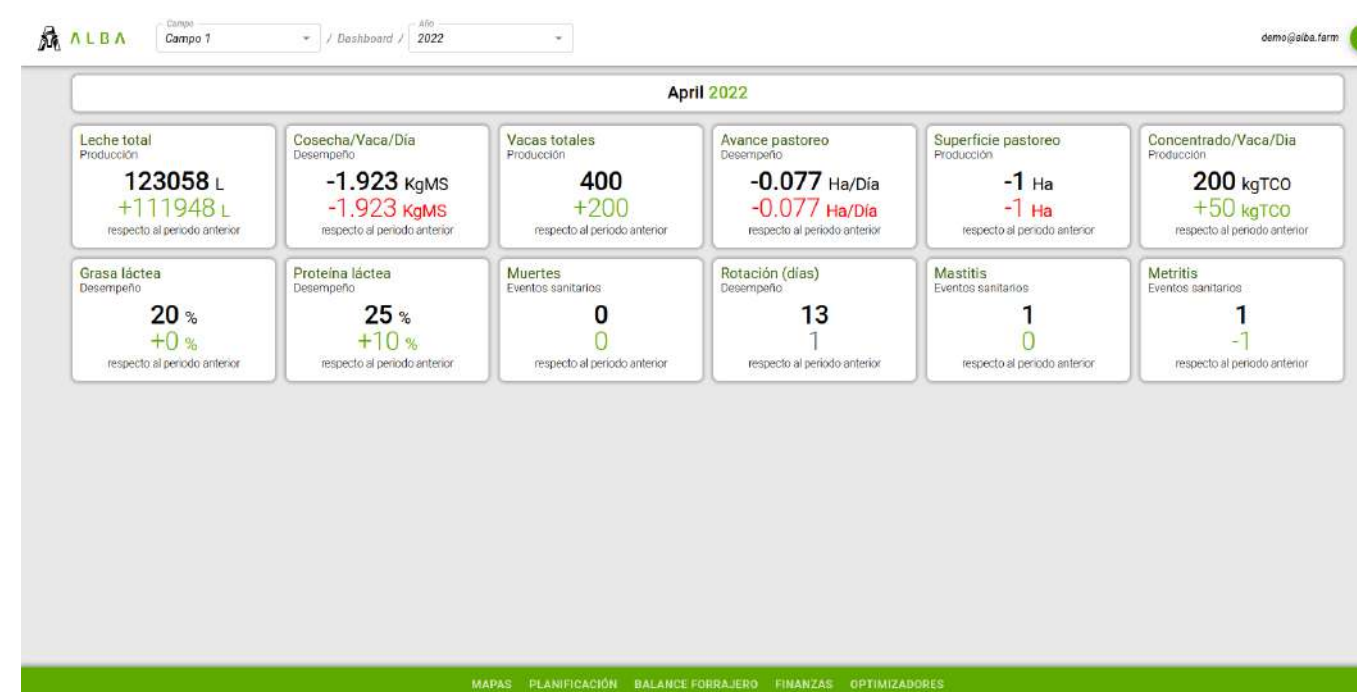 ALBA
Campo
Campo 1
/ Dashboard /
Año
2022
demo@alba.farm
April 2022
Leche total
Producción
123058 L
+111948 L
respecto al periodo anterior
Cosecha/Vaca/Día
Desempeño
-1.923 KgMS
-1.923 KgMS
respecto al periodo anterior
Vacas totales
Producción
400
+200
respecto al periodo anterior
Avance pastoreo
Desempeño
-0.077 Ha/Día
-0.077 Ha/Día
respecto al periodo anterior
Superficie pastoreo
Producción
-1 Ha
-1 Ha
respecto al periodo anterior
Concentrado/Vaca/Dia
Producción
200 kgTCO
+50 kgTCO
respecto al periodo anterior
Grasa láctea
Desempeño
20 %
+0 %
respecto al periodo anterior
Proteína láctea
Desempeño
25 %
+10 %
respecto al periodo anterior
Muertes
Eventos sanitarios
0
0
respecto al periodo anterior
Rotación (días)
Desempeño
13
1
respecto al periodo anterior
Mastitis
Eventos sanitarios
1
0
respecto al periodo anterior
Metritis
Eventos sanitarios
1
-1
respecto al periodo anterior
MAPAS PLANIFICACIÓN BALANCE FORRAJERO FINANZAS OPTIMIZADORES